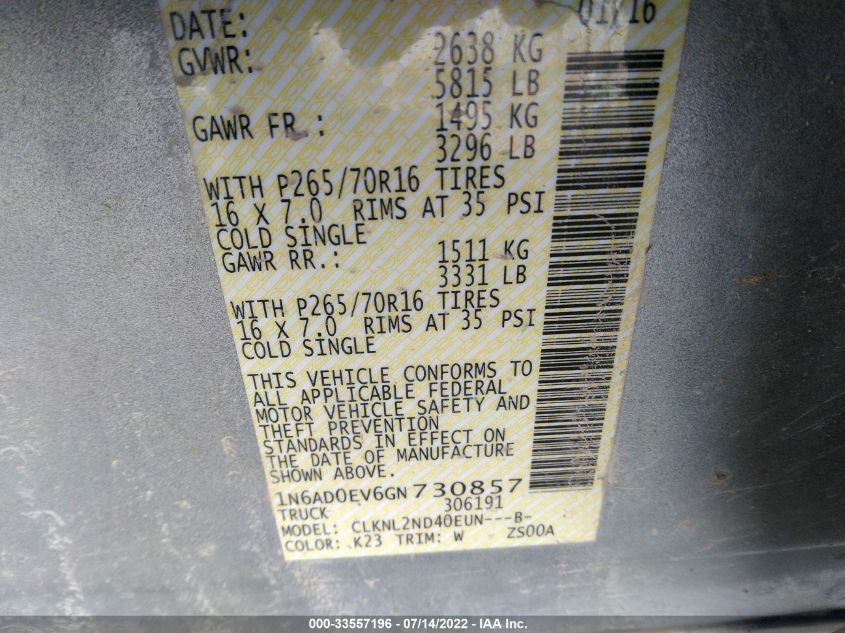 DATE: 01/16
GVWR: 2638 KG
5815 LB
GAWR FR.: 1495 KG
3296 LB
WITH P265/70R16 TIRES
16 X 7.0 RIMS AT 35 PSI
COLD SINGLE
GAWR RR.: 1511 KG
3331 LB
WITH P265/70R16 TIRES
16 X 7.0 RIMS AT 35 PSI
COLD SINGLE
THIS VEHICLE CONFORMS TO
ALL APPLICABLE FEDERAL
MOTOR VEHICLE SAFETY AND
THEFT PREVENTION
STANDARDS IN EFFECT ON
THE DATE OF MANUFACTURE
SHOWN ABOVE.
1N6AD0EV6GN730857
TRUCK 306191
MODEL: CLKNL2ND40EUN---B-
COLOR: K23 TRIM: W ZS00A
000-33557196 - 07/14/2022 - IAA Inc.